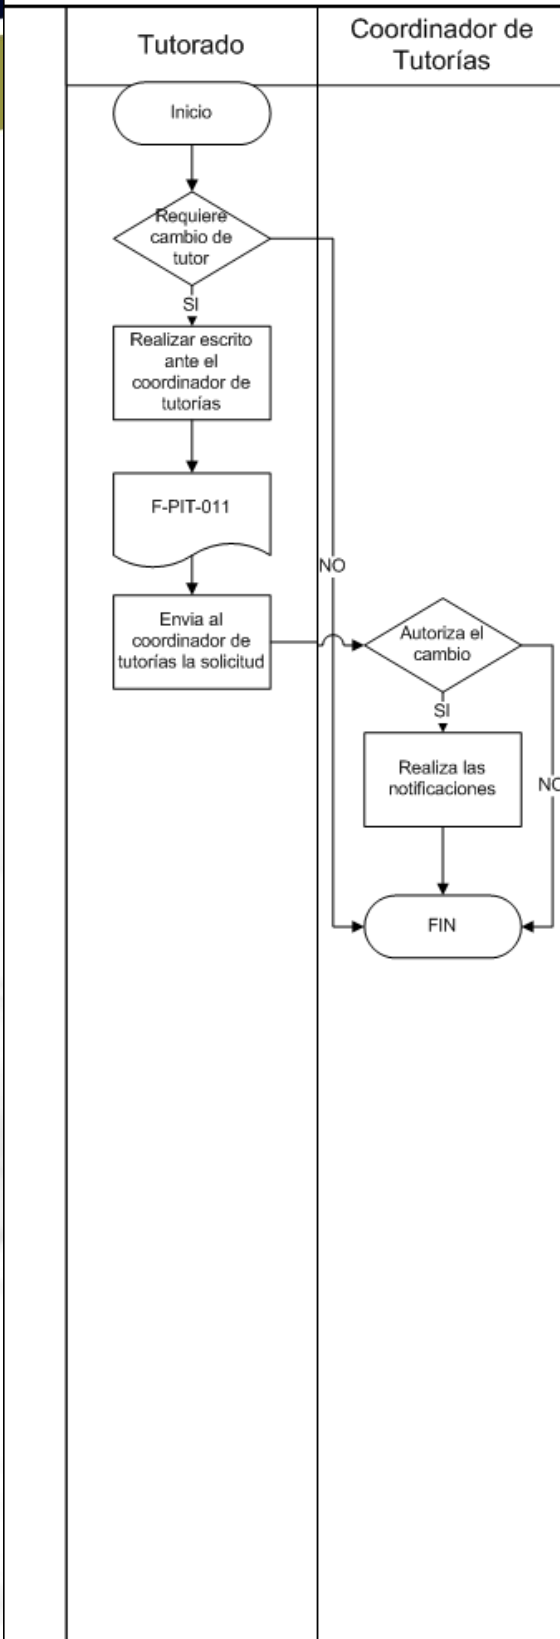 Tutorado
Coordinador de
Tutorías
Inicio
Requiere
cambio de
tutor
SI
Realizar escrito
ante el
coordinador de
tutorías
F-PIT-011
NO
Envia al
coordinador de
tutorías la solicitud
Autoriza el
cambio
SI
Realiza las
notificaciones
NO
FIN